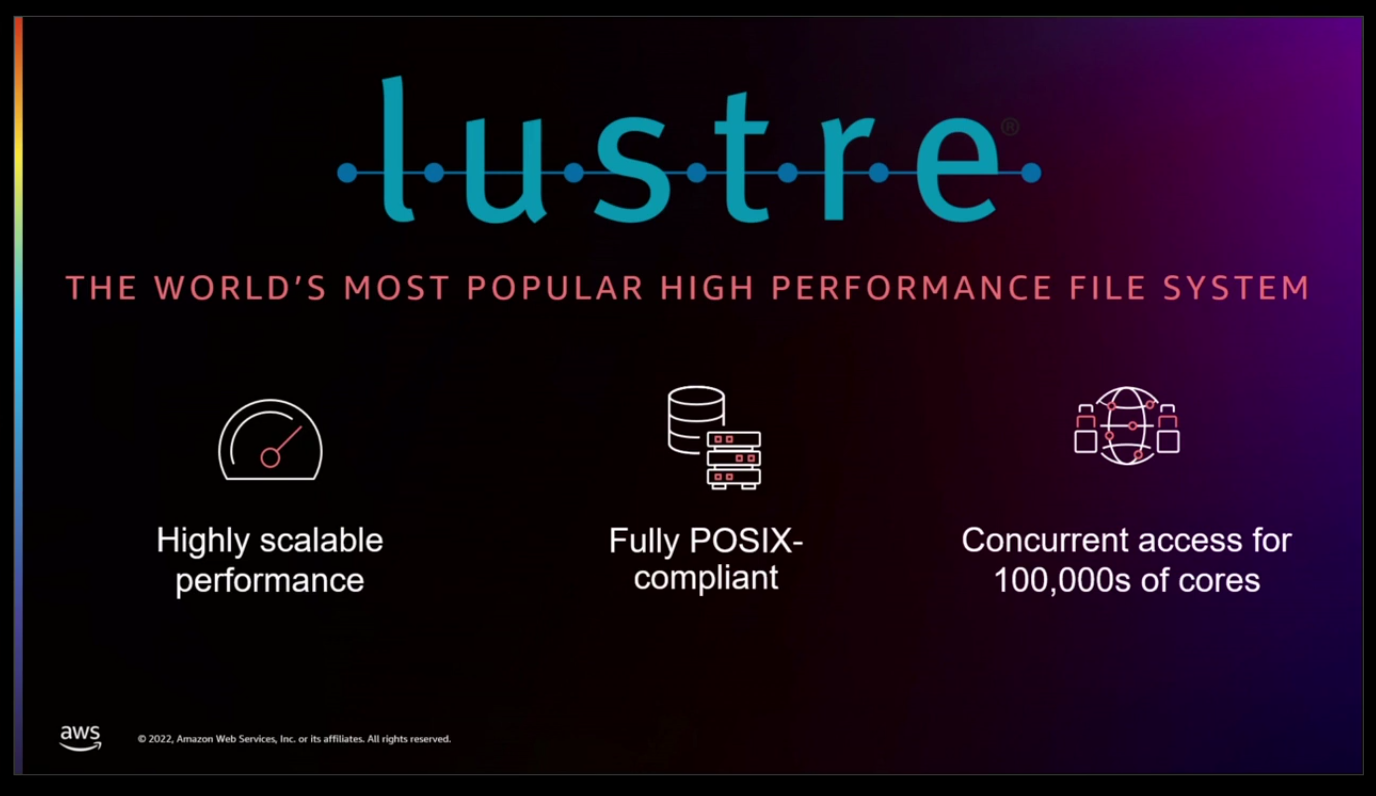 lustre®
THE WORLD'S MOST POPULAR HIGH PERFORMANCE FILE SYSTEM
Highly scalable
performance
Fully POSIX-
compliant
Concurrent access for
100,000s of cores
aws
© 2022, Amazon Web Services, Inc. or its affiliates. All rights reserved.